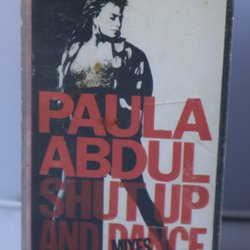 PAULA
ABDUL
SHUT UP
AND DANCE
MIXES